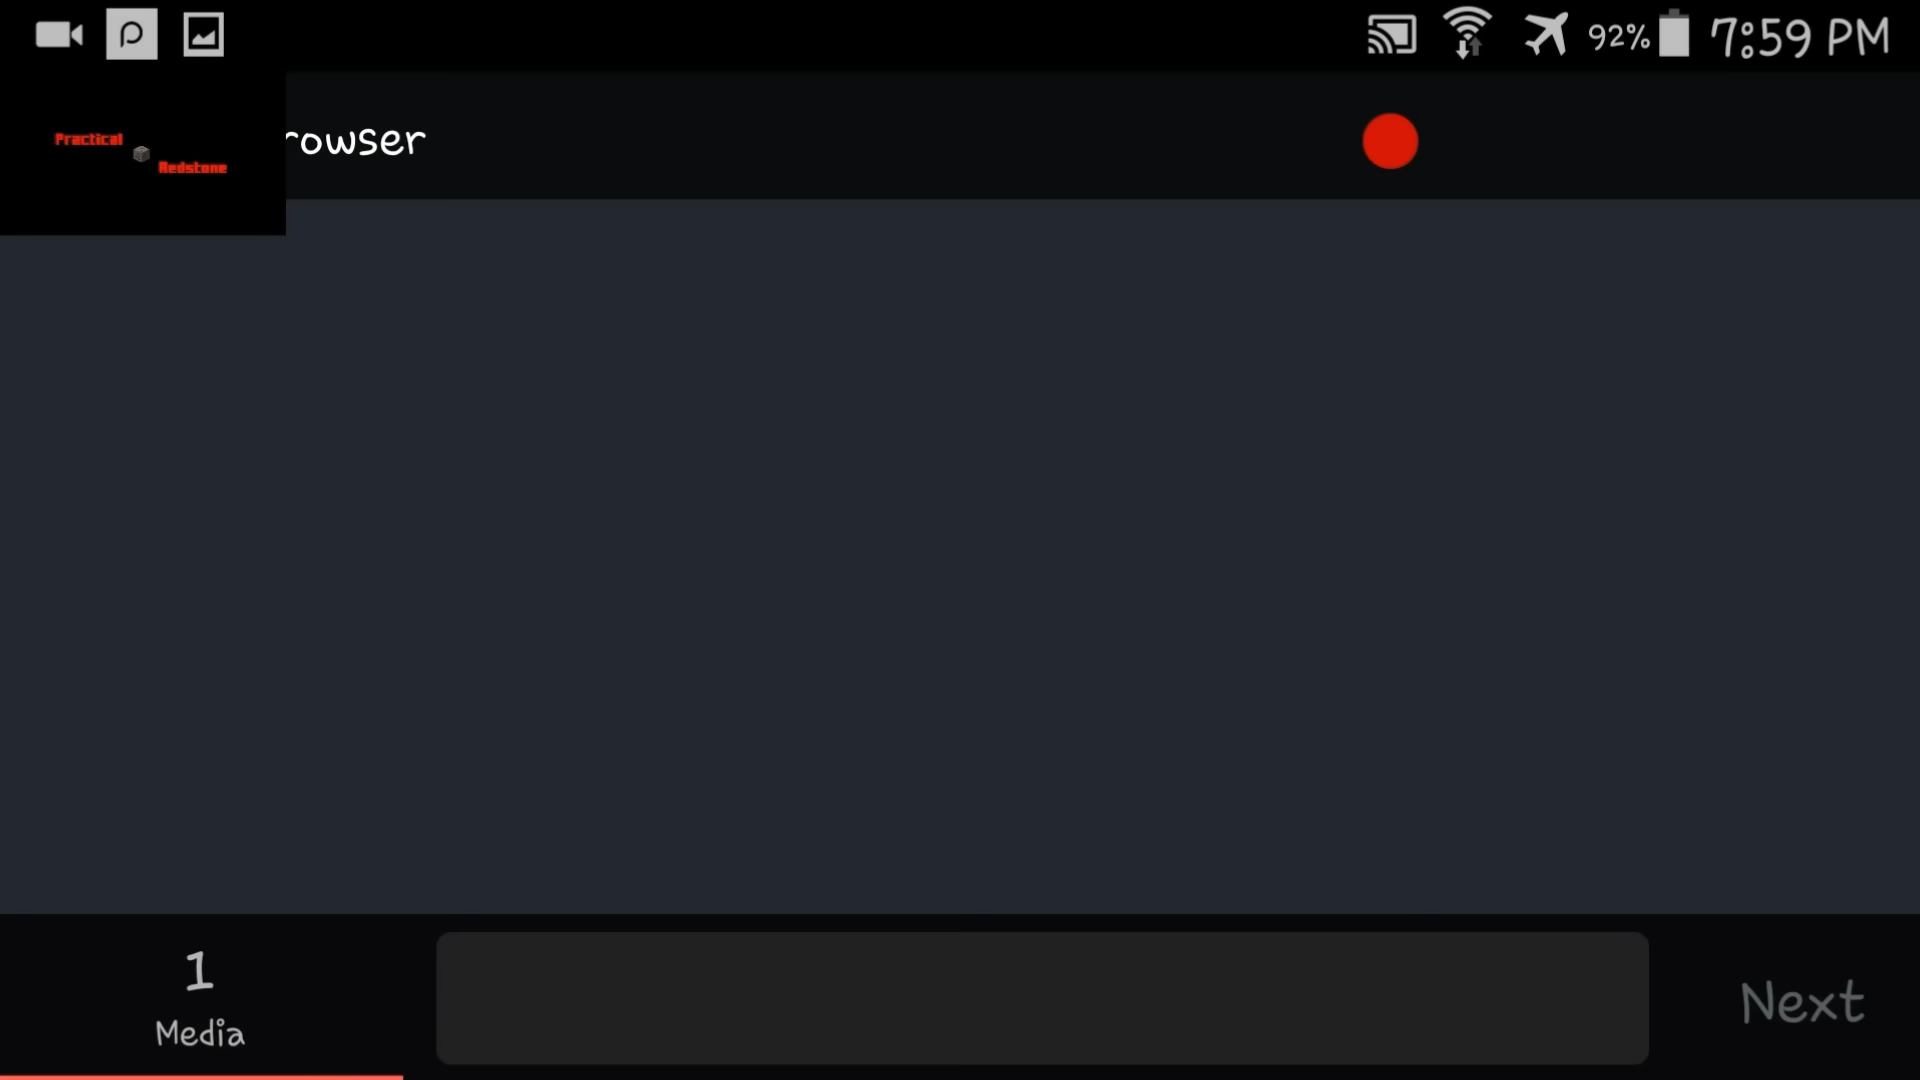 92% 7:59 PM
Practical
Redstone
rowser
1
Media
Next